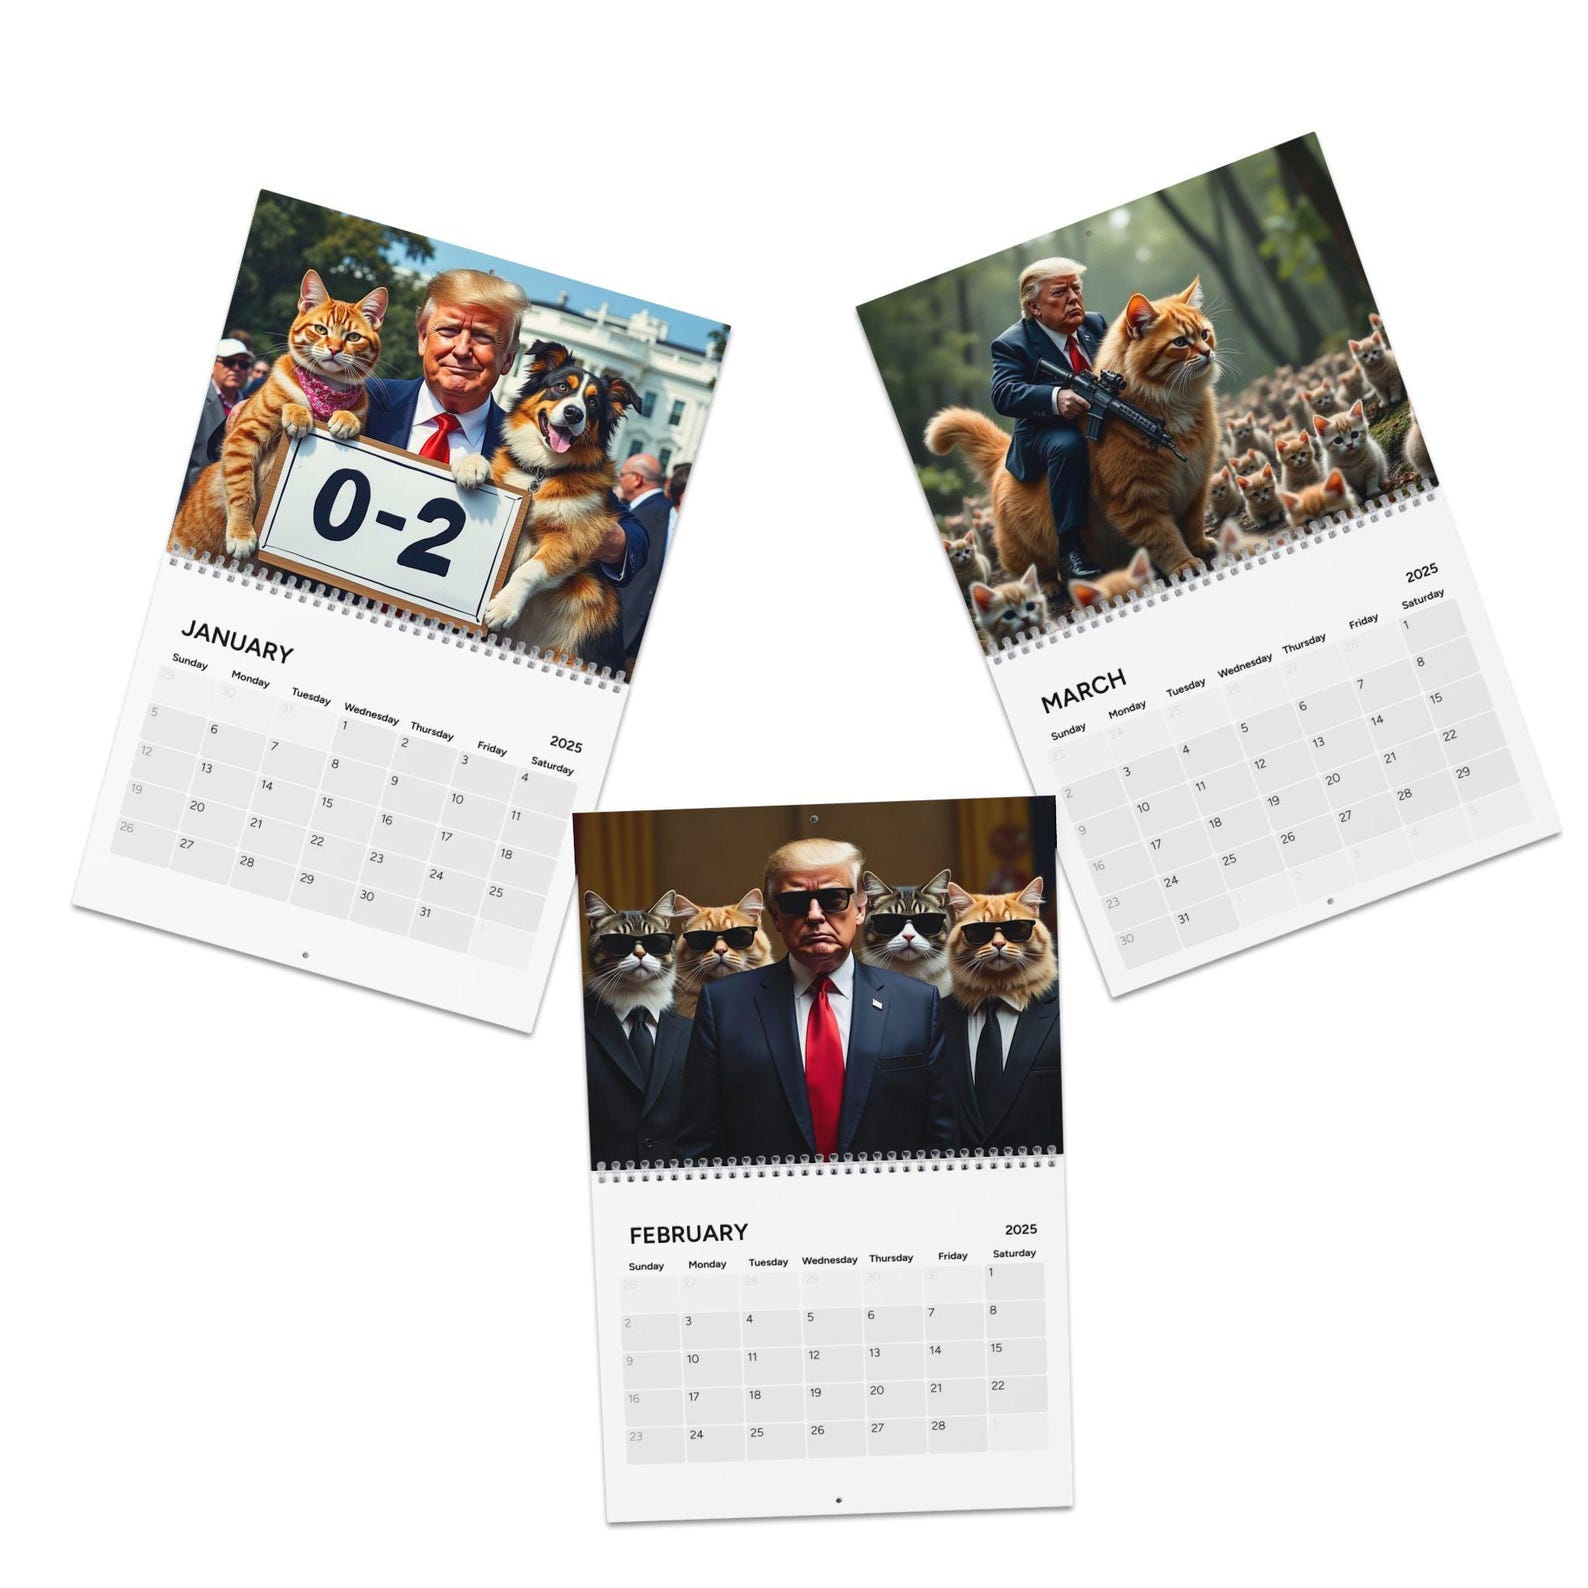 0-2
JANUARY
2025
Sunday Monday Tuesday Wednesday Thursday Friday Saturday
29 30 31 1 2 3 4
5 6 7 8 9 10 11
12 13 14 15 16 17 18
19 20 21 22 23 24 25
26 27 28 29 30 31 1
MARCH
2025
Sunday Monday Tuesday Wednesday Thursday Friday Saturday
23 24 25 26 27 28 1
2 3 4 5 6 7 8
9 10 11 12 13 14 15
16 17 18 19 20 21 22
23 24 25 26 27 28 29
30 31 1 2 3 4 5
FEBRUARY
2025
Sunday Monday Tuesday Wednesday Thursday Friday Saturday
26 27 28 29 30 31 1
2 3 4 5 6 7 8
9 10 11 12 13 14 15
16 17 18 19 20 21 22
23 24 25 26 27 28 1